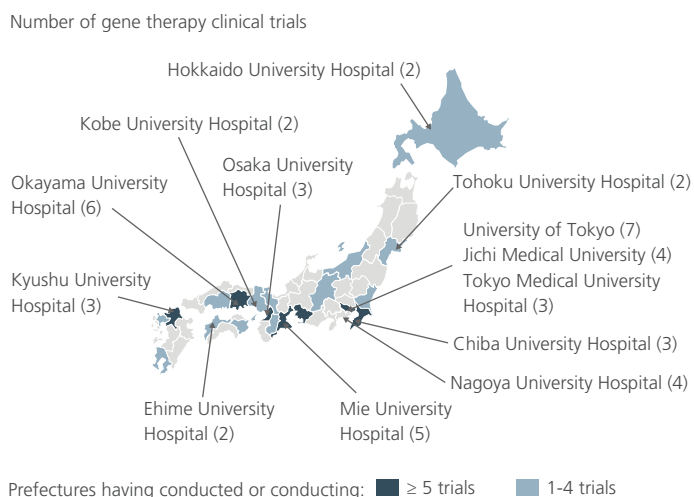 Number of gene therapy clinical trials
Hokkaido University Hospital (2)
Kobe University Hospital (2)
Osaka University
Hospital (3)
Okayama University
Hospital (6)
Tohoku University Hospital (2)
University of Tokyo (7)
Jichi Medical University (4)
Tokyo Medical University
Hospital (3)
Kyushu University
Hospital (3)
Chiba University Hospital (3)
Nagoya University Hospital (4)
Ehime University
Hospital (2)
Mie University
Hospital (5)
Prefectures having conducted or conducting: ≥ 5 trials 1-4 trials